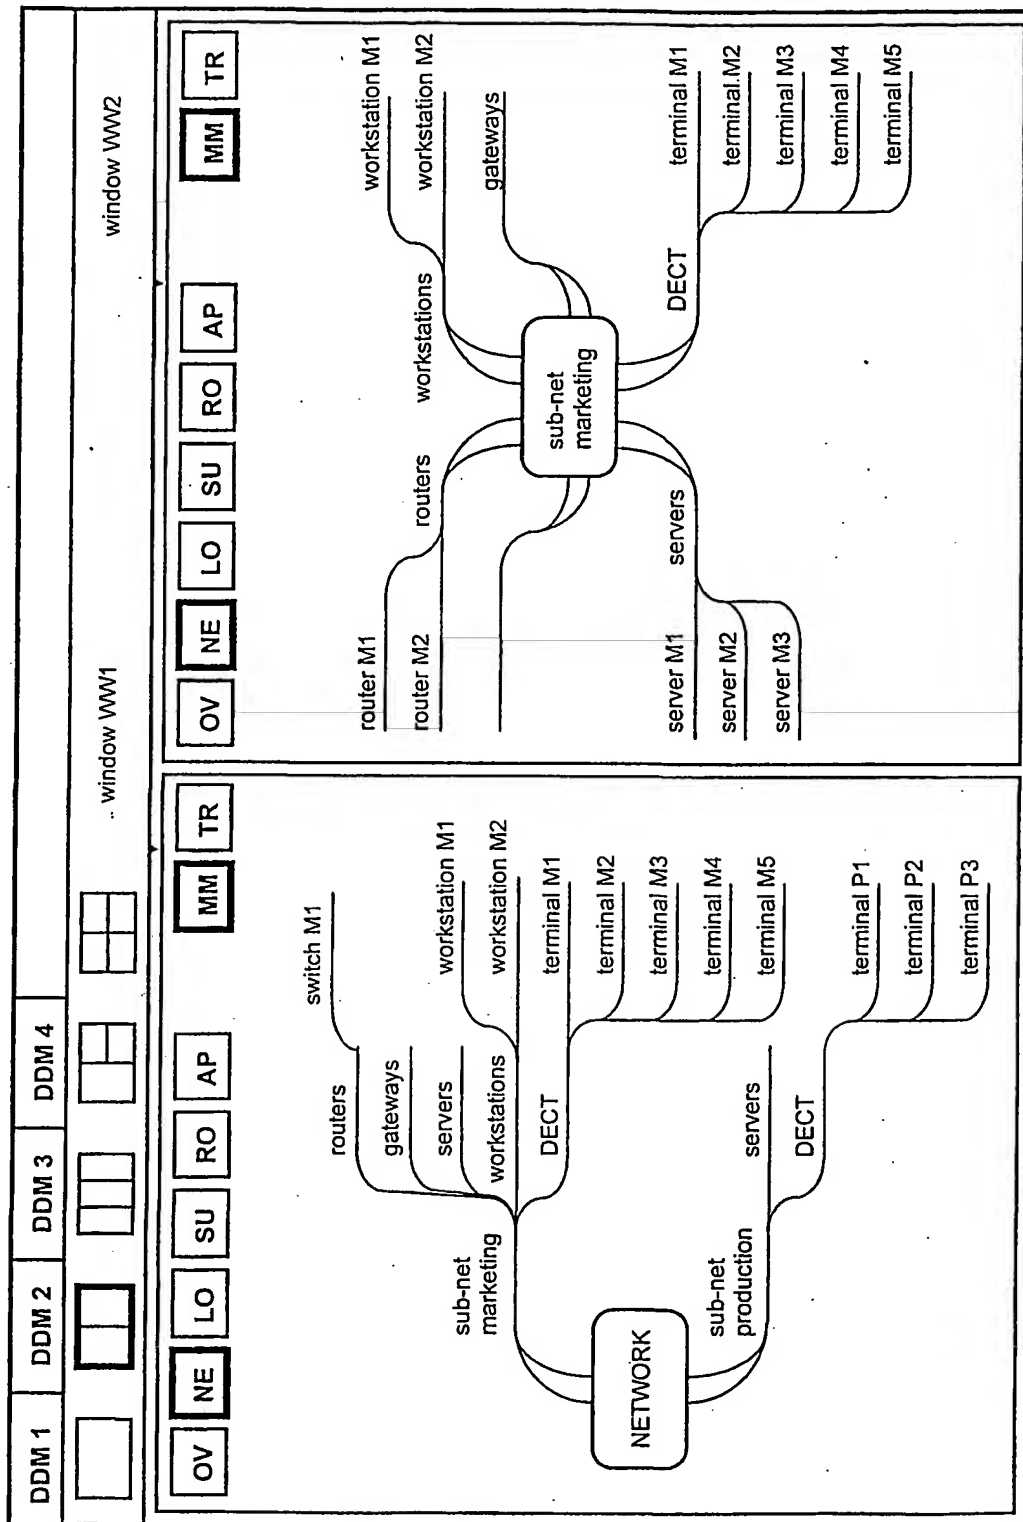 DDM 1
DDM 2
DDM 3
DDM 4
window WW1
window WW2
OV
NE
LO
SU
RO
AP
MM
TR
NETWORK
sub-net
marketing
routers
switch M1
gateways
servers
workstations
workstation M1
workstation M2
DECT
terminal M1
terminal M2
terminal M3
terminal M4
terminal M5
sub-net
production
servers
DECT
terminal P1
terminal P2
terminal P3
OV
NE
LO
SU
RO
AP
MM
TR
router M1
router M2
routers
workstations
workstation M1
workstation M2
gateways
sub-net
marketing
servers
server M1
server M2
server M3
DECT
terminal M1
terminal M2
terminal M3
terminal M4
terminal M5